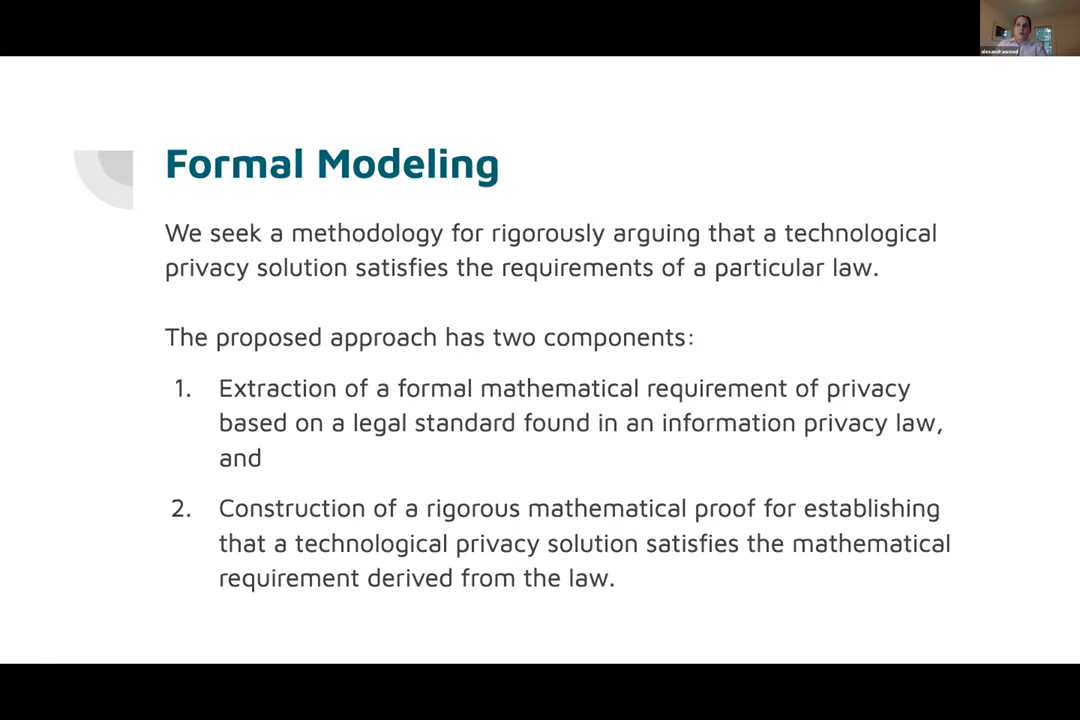 alexandrawood
Formal Modeling
We seek a methodology for rigorously arguing that a technological
privacy solution satisfies the requirements of a particular law.
The proposed approach has two components:
1. Extraction of a formal mathematical requirement of privacy
based on a legal standard found in an information privacy law,
and
2. Construction of a rigorous mathematical proof for establishing
that a technological privacy solution satisfies the mathematical
requirement derived from the law.